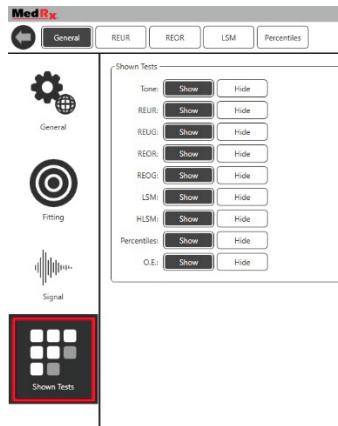 MedRx
General REUR REOR LSM Percentiles
Shown Tests
Tone: Show Hide
REUR: Show Hide
REUG: Show Hide
REOR: Show Hide
REOG: Show Hide
LSM: Show Hide
HLSM: Show Hide
Percentiles: Show Hide
O.E.: Show Hide
General
Fitting
Signal
Shown Tests